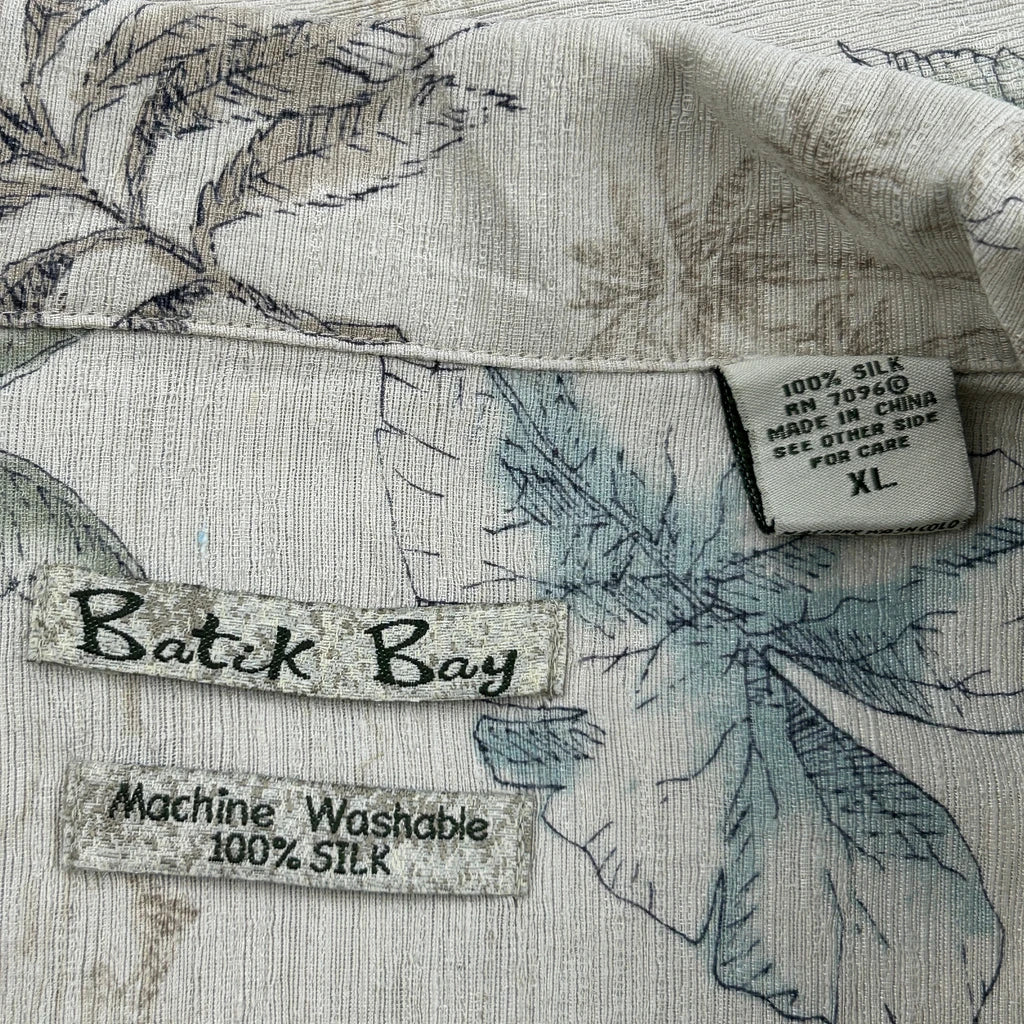 100% SILK
RN 7096©
MADE IN CHINA
SEE OTHER SIDE
FOR CARE
XL
Batik Bay
Machine Washable
100% SILK